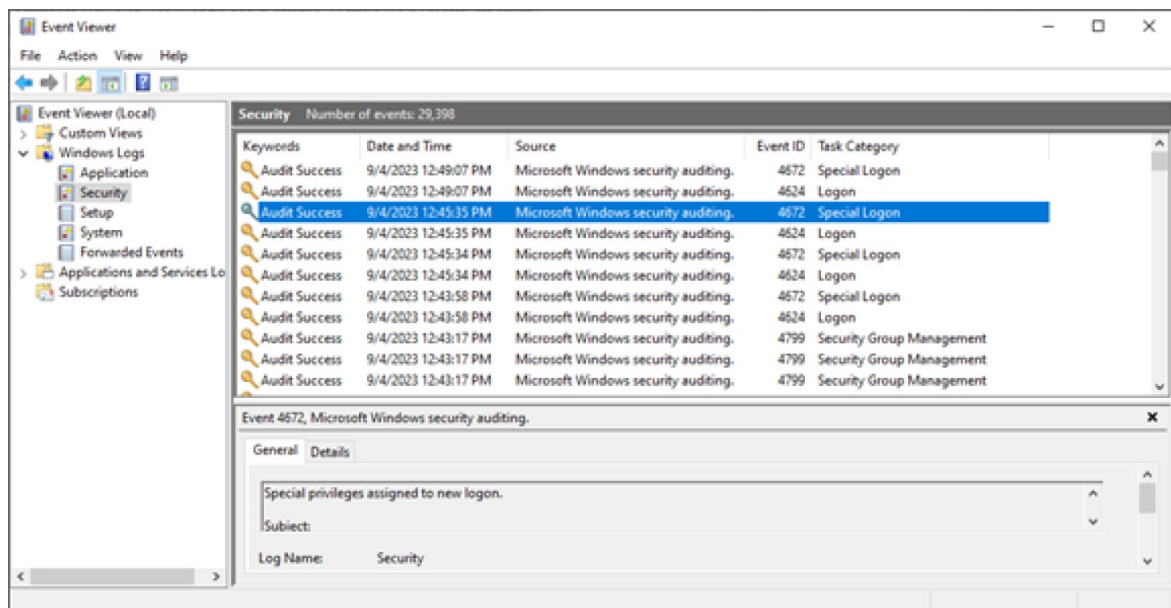 Event Viewer
File Action View Help
Event Viewer (Local)
Custom Views
Windows Logs
Application
Security
Setup
System
Forwarded Events
Applications and Services Lo
Subscriptions
Security Number of events: 29,398
Keywords Date and Time Source Event ID Task Category
Audit Success 9/4/2023 12:49:07 PM Microsoft Windows security auditing. 4672 Special Logon
Audit Success 9/4/2023 12:49:07 PM Microsoft Windows security auditing. 4624 Logon
Audit Success 9/4/2023 12:45:35 PM Microsoft Windows security auditing. 4672 Special Logon
Audit Success 9/4/2023 12:45:35 PM Microsoft Windows security auditing. 4624 Logon
Audit Success 9/4/2023 12:45:34 PM Microsoft Windows security auditing. 4672 Special Logon
Audit Success 9/4/2023 12:45:34 PM Microsoft Windows security auditing. 4624 Logon
Audit Success 9/4/2023 12:43:58 PM Microsoft Windows security auditing. 4672 Special Logon
Audit Success 9/4/2023 12:43:58 PM Microsoft Windows security auditing. 4624 Logon
Audit Success 9/4/2023 12:43:17 PM Microsoft Windows security auditing. 4799 Security Group Management
Audit Success 9/4/2023 12:43:17 PM Microsoft Windows security auditing. 4799 Security Group Management
Audit Success 9/4/2023 12:43:17 PM Microsoft Windows security auditing. 4799 Security Group Management
Event 4672, Microsoft Windows security auditing.
General Details
Special privileges assigned to new logon.
Subject:
Log Name: Security